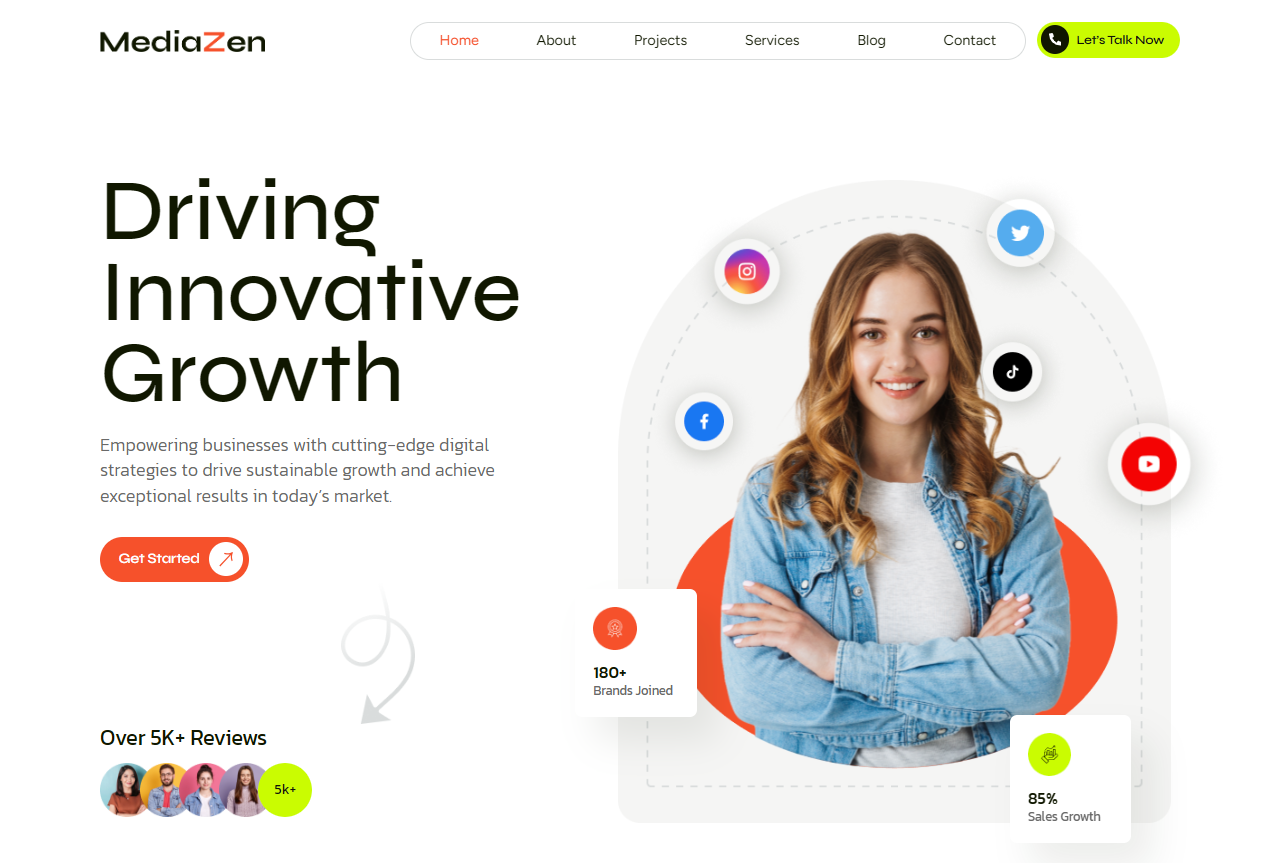 MediaZen
Home About Projects Services Blog Contact
Let's Talk Now
Driving
Innovative
Growth
Empowering businesses with cutting-edge digital
strategies to drive sustainable growth and achieve
exceptional results in today's market.
Get Started
180+
Brands Joined
Over 5K+ Reviews
5k+
85%
Sales Growth